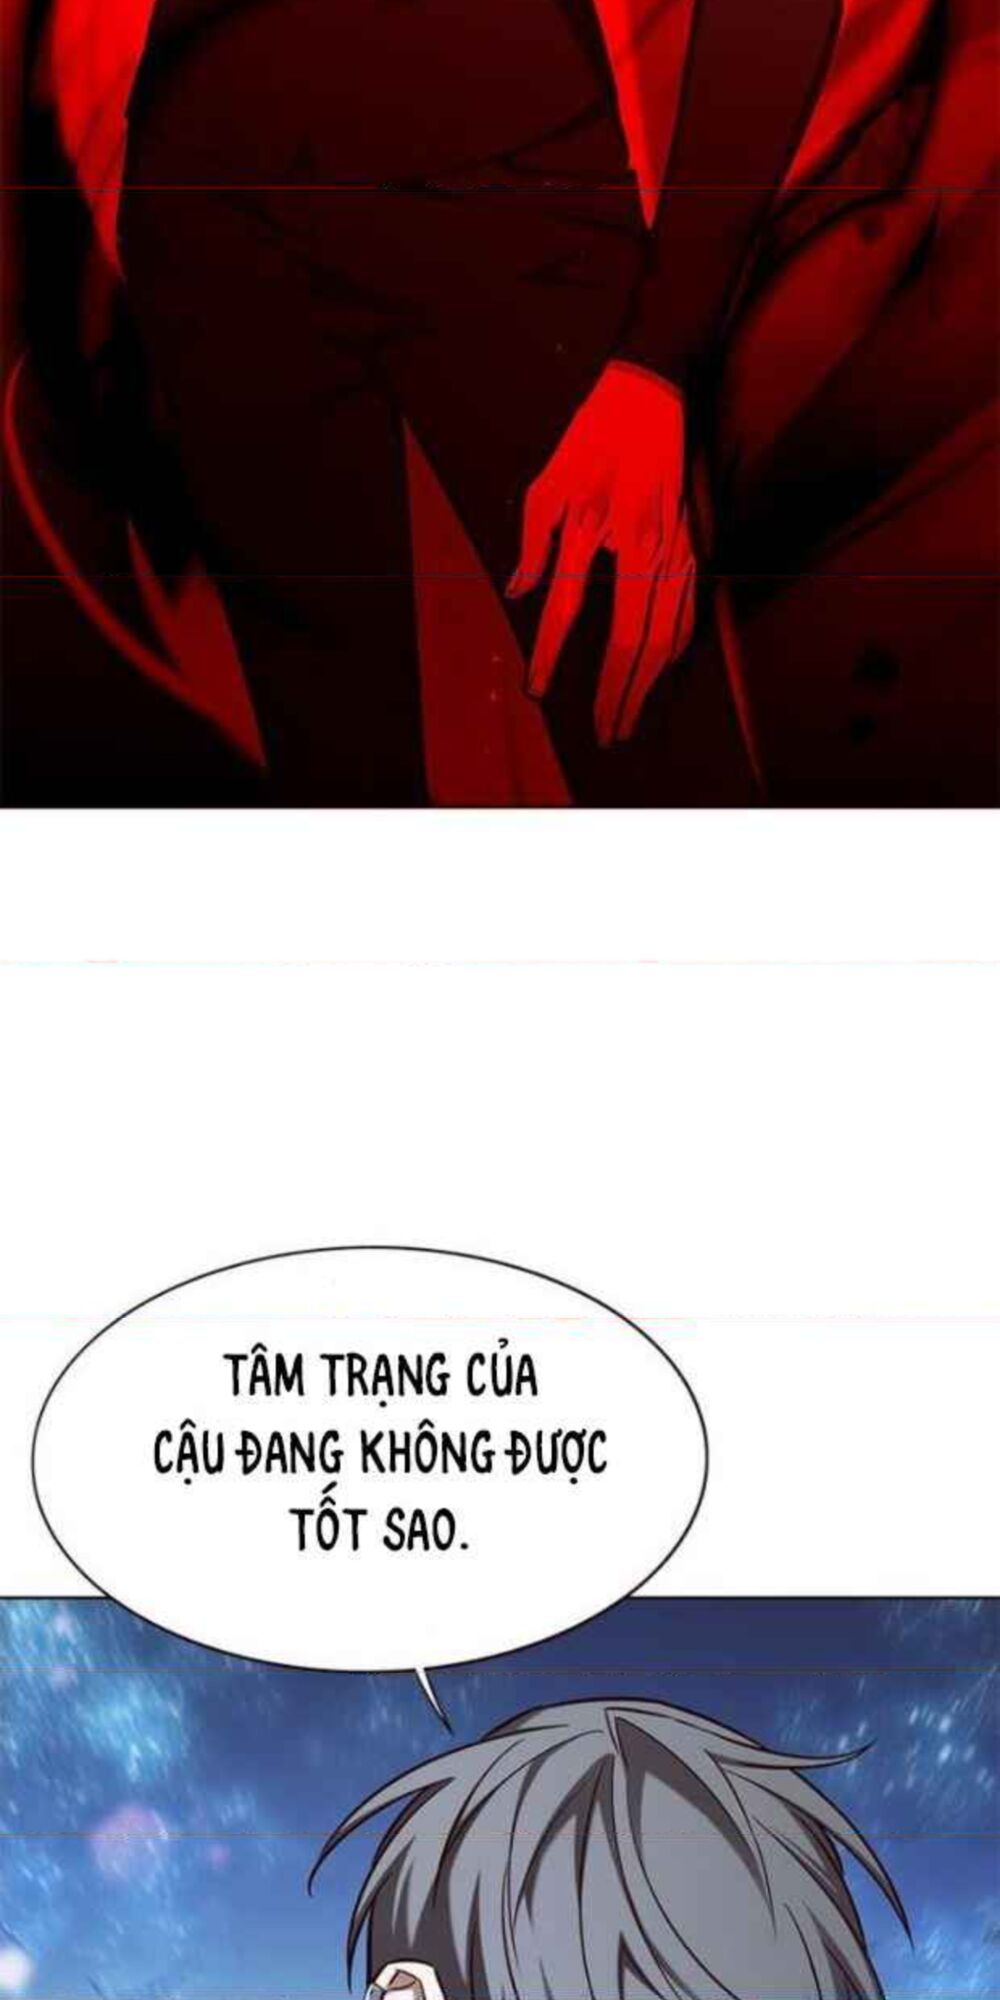 TÂM TRẠNG CỦA
CẬU ĐANG KHÔNG ĐƯỢC
TỐT SAO.